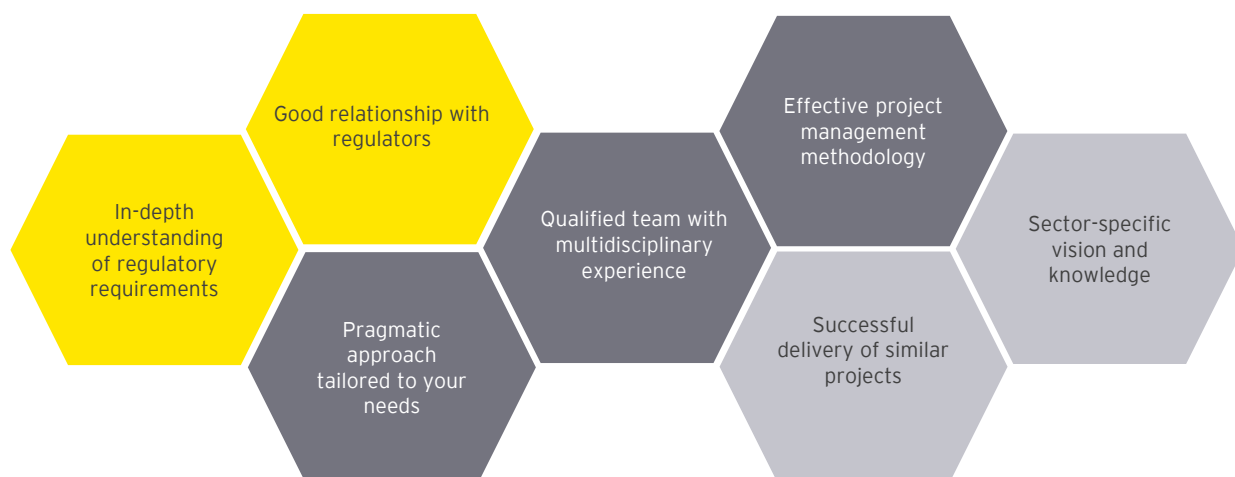 In-depth
understanding
of regulatory
requirements
Good relationship with
regulators
Pragmatic
approach
tailored to your
needs
Qualified team with
multidisciplinary
experience
Effective project
management
methodology
Successful
delivery of similar
projects
Sector-specific
vision and
knowledge